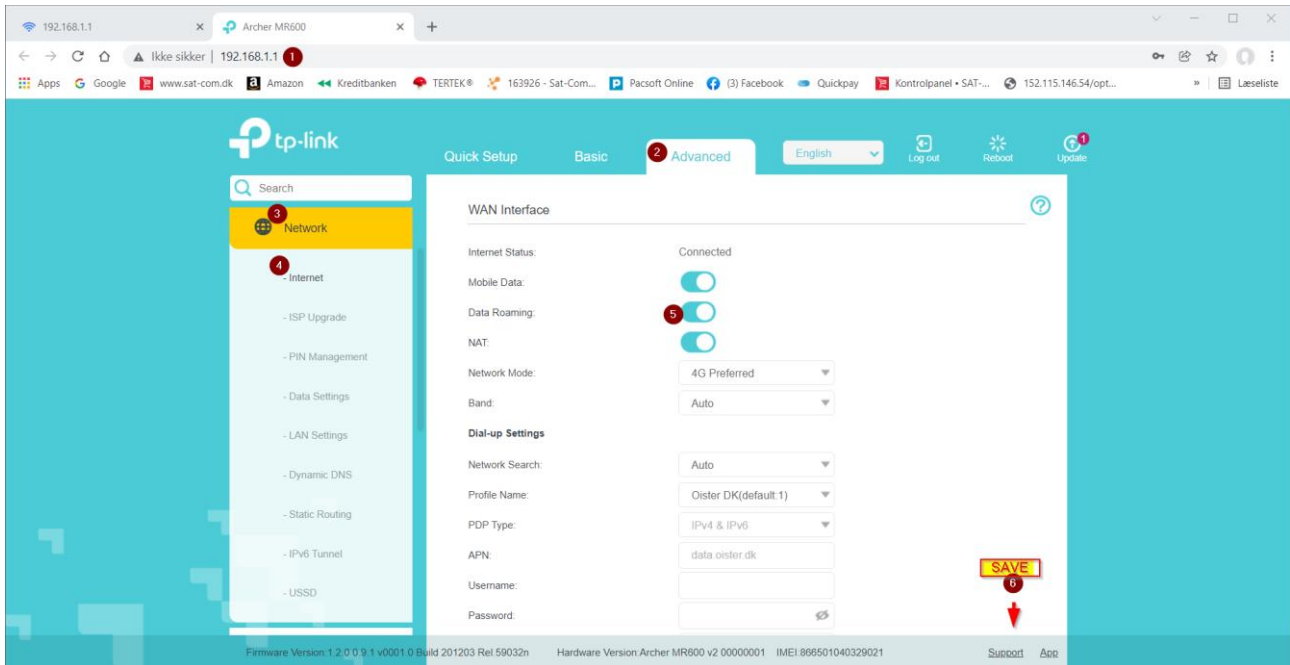 192.168.1.1
Archer MR600
Ikke sikker | 192.168.1.1 1
Apps Google www.sat-com.dk Amazon Kreditbanken TERTEK® 163926 - Sat-Com... Pacsoft Online (3) Facebook Quickpay Kontrolpanel • SAT-... 152.115.146.54/opt... » Læseliste
tp-link
Quick Setup Basic 2 Advanced English Log out Reboot Update 1
Search
3 Network
4 - Internet
- ISP Upgrade
- PIN Management
- Data Settings
- LAN Settings
- Dynamic DNS
- Static Routing
- IPv6 Tunnel
- USSD
WAN Interface ?
Internet Status: Connected
Mobile Data:
Data Roaming: 5
NAT:
Network Mode: 4G Preferred
Band: Auto
Dial-up Settings
Network Search: Auto
Profile Name: Oister DK(default:1)
PDP Type: IPv4 & IPv6
APN: data.oister.dk
Username:
Password:
SAVE
6
Firmware Version:1.2.0 0.9.1 v0001.0 Build 201203 Rel.59032n Hardware Version:Archer MR600 v2 00000001 IMEI:866501040329021 Support App